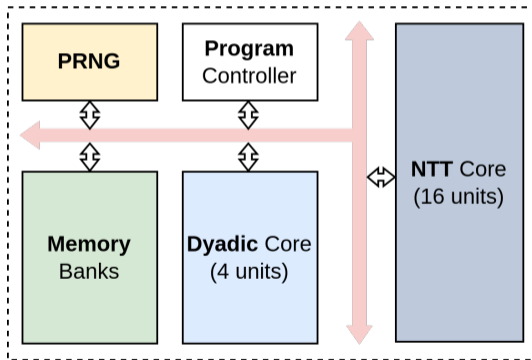 PRNG
Program
Controller
NTT Core
(16 units)
Memory
Banks
Dyadic Core
(4 units)